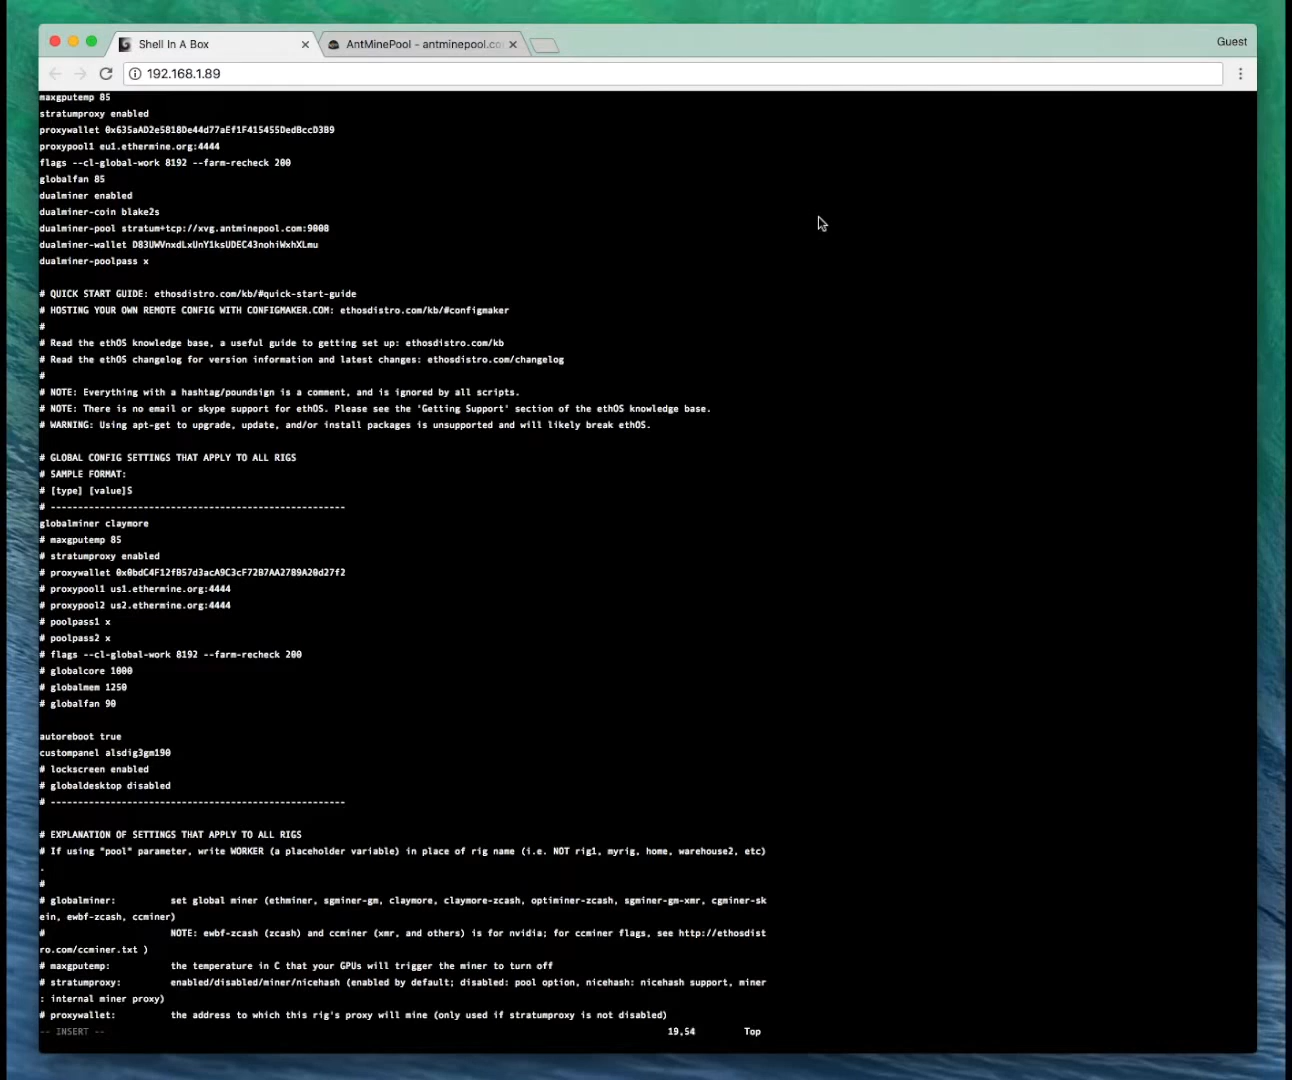 Shell In A Box
AntMinePool - antminepool.co
Guest
192.168.1.89
maxgputemp 85
stratumproxy enabled
proxywallet 0x635aAD2e5818De44d77aEf1F415455DedBccD3B9
proxypool1 eu1.ethermine.org:4444
flags --cl-global-work 8192 --farm-recheck 200
globalfan 85
dualminer enabled
dualminer-coin blake2s
dualminer-pool stratum+tcp://xvg.antminepool.com:9008
dualminer-wallet D83UWVnxdLxUnY1ksUDEC43nohiWxhXLmu
dualminer-poolpass x
# QUICK START GUIDE: ethosdistro.com/kb/#quick-start-guide
# HOSTING YOUR OWN REMOTE CONFIG WITH CONFIGMAKER.COM: ethosdistro.com/kb/#configmaker
#
# Read the ethOS knowledge base, a useful guide to getting set up: ethosdistro.com/kb
# Read the ethOS changelog for version information and latest changes: ethosdistro.com/changelog
#
# NOTE: Everything with a hashtag/poundsign is a comment, and is ignored by all scripts.
# NOTE: There is no email or skype support for ethOS. Please see the 'Getting Support' section of the ethOS knowledge base.
# WARNING: Using apt-get to upgrade, update, and/or install packages is unsupported and will likely break ethOS.
# GLOBAL CONFIG SETTINGS THAT APPLY TO ALL RIGS
# SAMPLE FORMAT:
# [type] [value]S
# --------------------------------------------------
globalminer claymore
# maxgputemp 85
# stratumproxy enabled
# proxywallet 0x0bdC4F12fB57d3acA9C3cF72B7AA2789A20d27f2
# proxypool1 us1.ethermine.org:4444
# proxypool2 us2.ethermine.org:4444
# poolpass1 x
# poolpass2 x
# flags --cl-global-work 8192 --farm-recheck 200
# globalcore 1000
# globalmem 1250
# globalfan 90
autoreboot true
custompanel alsdig3gm190
# lockscreen enabled
# globaldesktop disabled
# --------------------------------------------------
# EXPLANATION OF SETTINGS THAT APPLY TO ALL RIGS
# If using "pool" parameter, write WORKER (a placeholder variable) in place of rig name (i.e. NOT rig1, myrig, home, warehouse2, etc)
.
#
# globalminer: set global miner (ethminer, sgminer-gm, claymore, claymore-zcash, optiminer-zcash, sgminer-gm-xmr, cgminer-sk
ein, ewbf-zcash, ccminer)
# NOTE: ewbf-zcash (zcash) and ccminer (xmr, and others) is for nvidia; for ccminer flags, see http://ethosdist
ro.com/ccminer.txt )
# maxgputemp: the temperature in C that your GPUs will trigger the miner to turn off
# stratumproxy: enabled/disabled/miner/nicehash (enabled by default; disabled: pool option, nicehash: nicehash support, miner
: internal miner proxy)
# proxywallet: the address to which this rig's proxy will mine (only used if stratumproxy is not disabled)
-- INSERT -- 19,54 Top